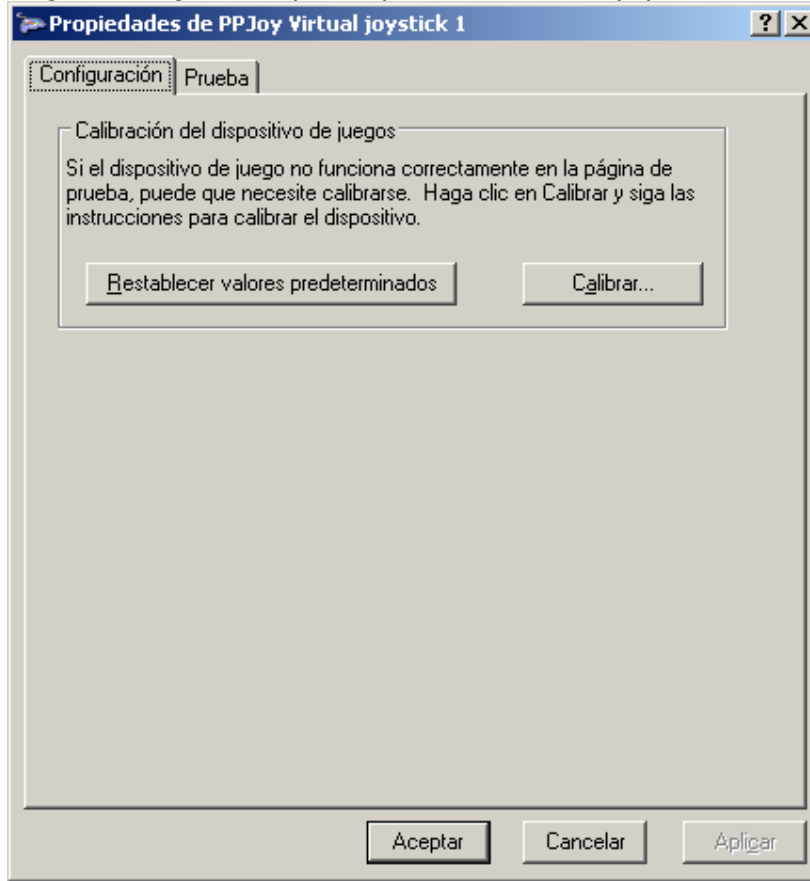 Propiedades de PPJoy Virtual joystick 1
Configuración Prueba
Calibración del dispositivo de juegos
Si el dispositivo de juego no funciona correctamente en la página de
prueba, puede que necesite calibrarse. Haga clic en Calibrar y siga las
instrucciones para calibrar el dispositivo.
Restablecer valores predeterminados Calibrar...
Aceptar Cancelar Aplicar